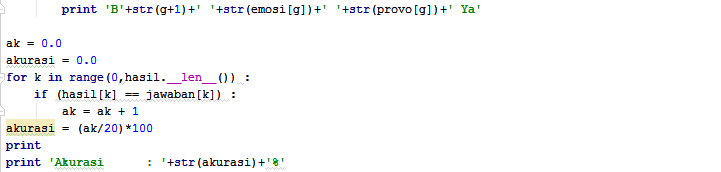 print 'B'+str(g+1)+' '+str(emosi[g])+' '+str(provo[g])+' Ya'
ak = 0.0
akurasi = 0.0
for k in range(0,hasil.__len__()) :
if (hasil[k] == jawaban[k]) :
ak = ak + 1
akurasi = (ak/20)*100
print
print 'Akurasi      : '+str(akurasi)+'%'